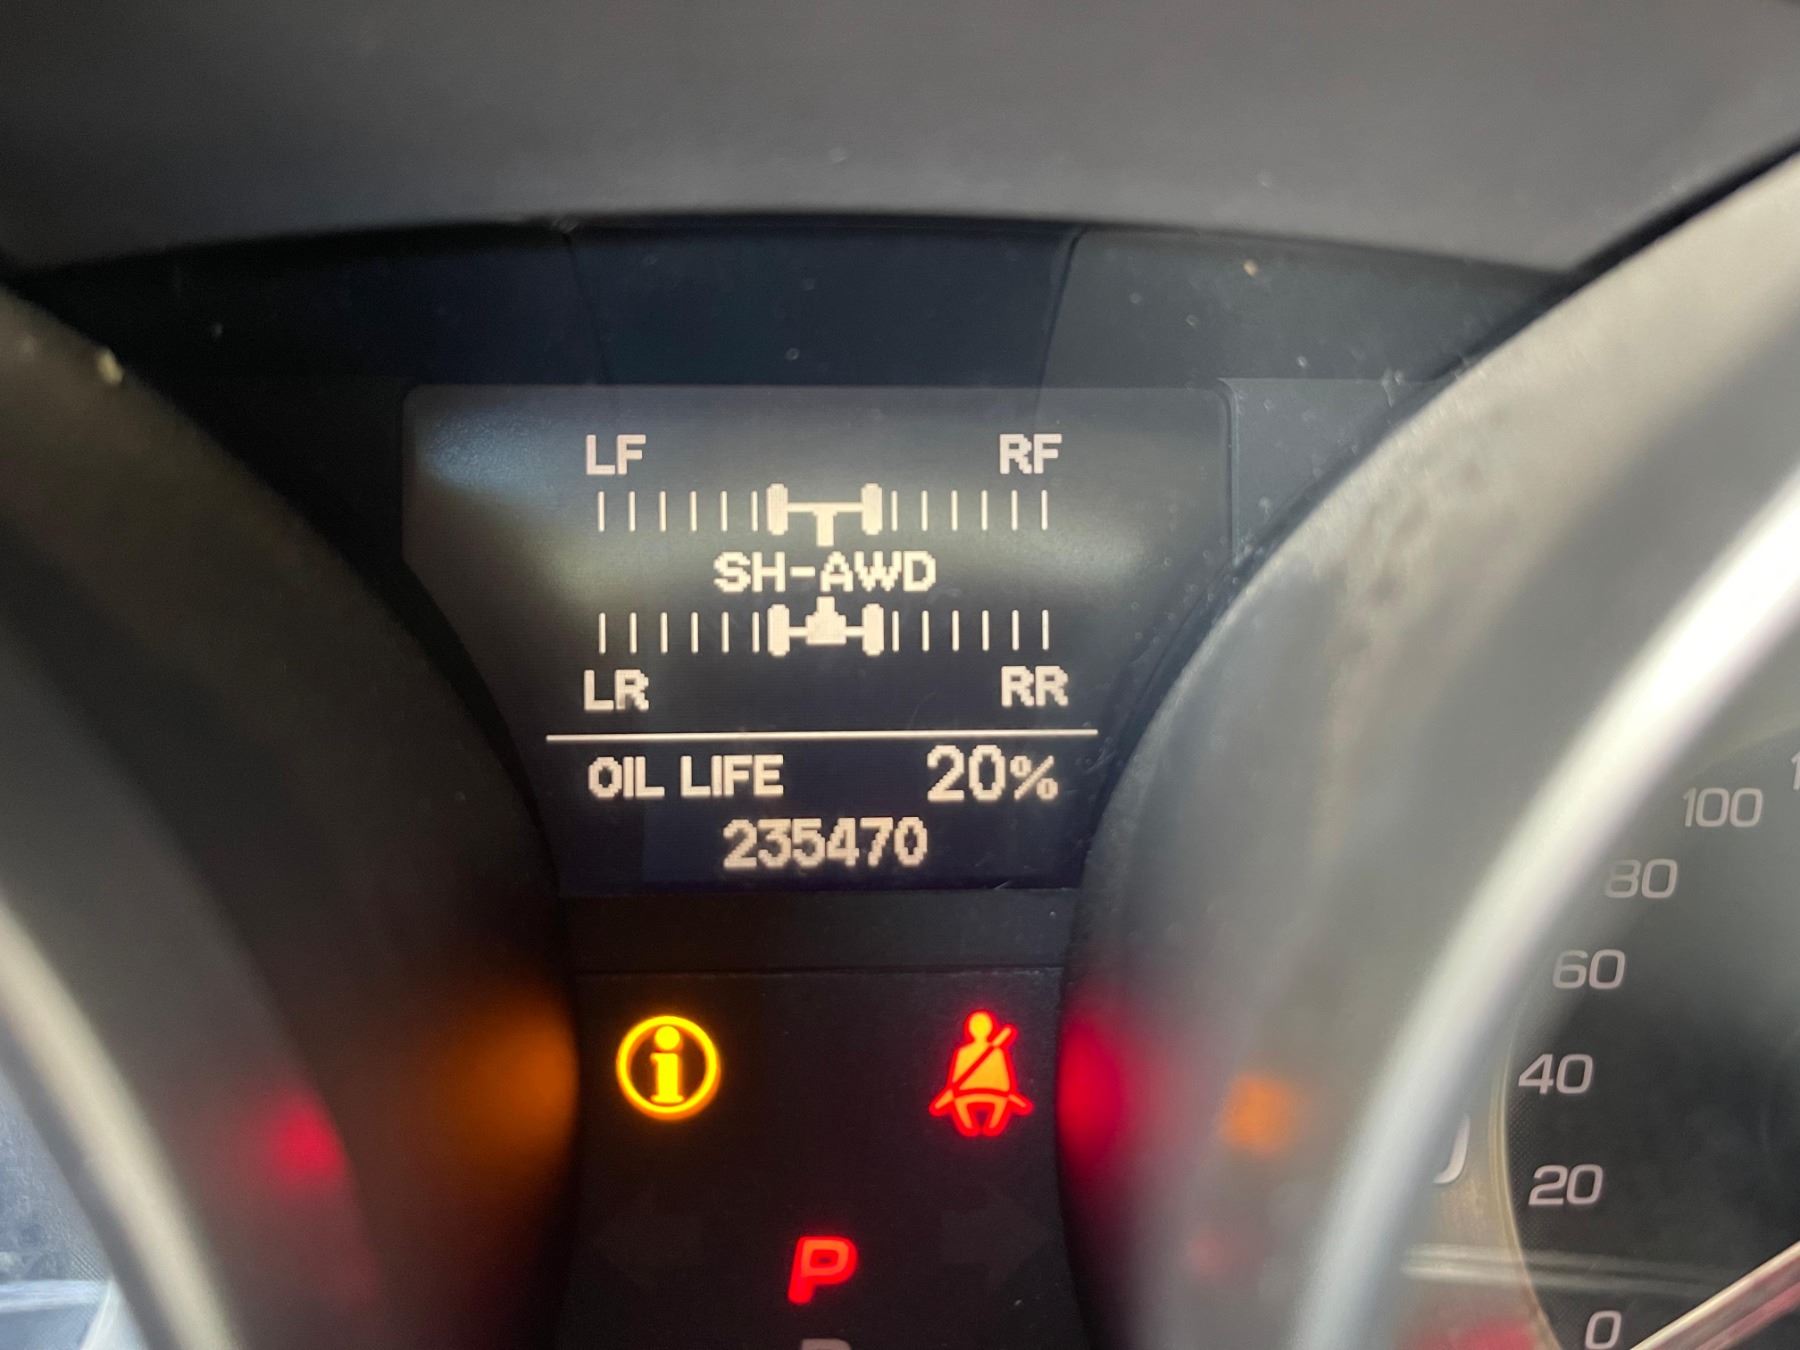 LF RF
SH-AWD
LR RR
OIL LIFE 20%
235470
P
100
80
60
40
20
0